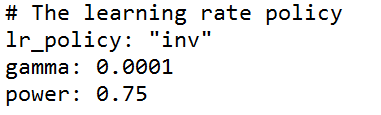 # The learning rate policy
lr_policy: "inv"
gamma: 0.0001
power: 0.75